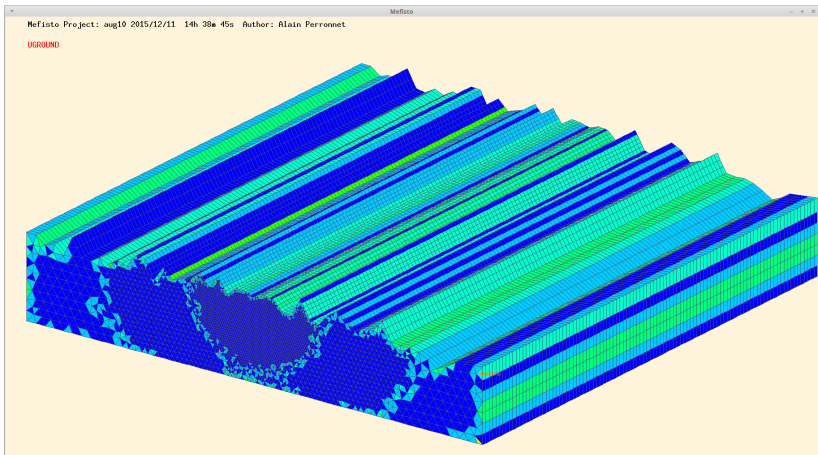 Mefisto
Mefisto Project: aug10 2015/12/11 14h 38m 45s Author: Alain Perronnet
UGROUND